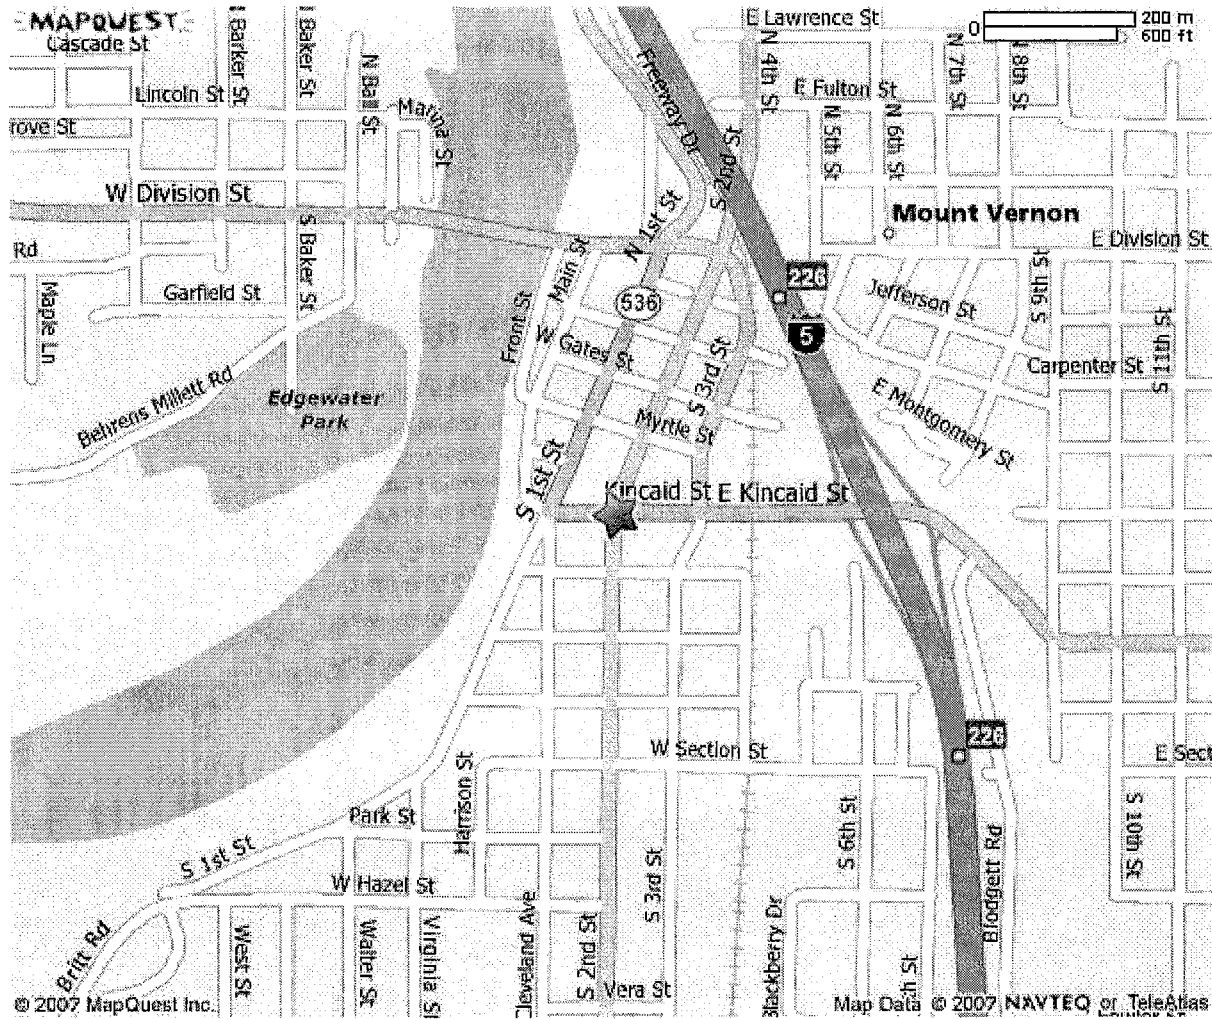 MAPQUEST
Cascade St
N Barker St
N Baker St
N Ball St
E Lawrence St
0
200 m
600 ft
N 4th St
N 7th St
N 8th St
Lincoln St
Marina St
Freeway Dr
E Fulton St
rove St
N 5th St
N 6th St
W Division St
S 2nd St
Mount Vernon
Rd
S Baker St
N 1st St
E Division St
Main St
226
Garfield St
536
Jefferson St
S 9th St
Maple Ln
Front St
5
W Gates St
S 3rd St
Carpenter St
S 11th St
Behrens Millett Rd
Edgewater
Park
E Montgomery St
Myrtle St
S 1st St
Kincaid St
E Kincaid St
W Section St
226
E Sect
Harrison St
Park St
S 6th St
S 10th St
S 1st St
Blodgett Rd
W Hazel St
S 3rd St
Britt Rd
West St
Walter St
Virginia St
Cleveland Ave
S 2nd St
Blackberry Dr
h St
Vera St
© 2007 MapQuest Inc.
Map Data © 2007 NAVTEQ or TeleAtlas